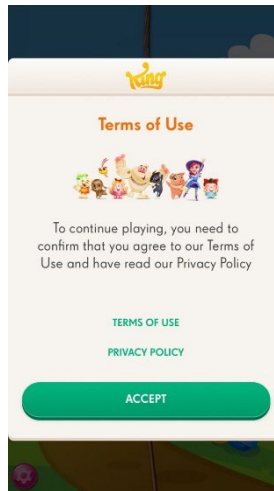 King
Terms of Use
To continue playing, you need to
confirm that you agree to our Terms of
Use and have read our Privacy Policy
TERMS OF USE
PRIVACY POLICY
ACCEPT